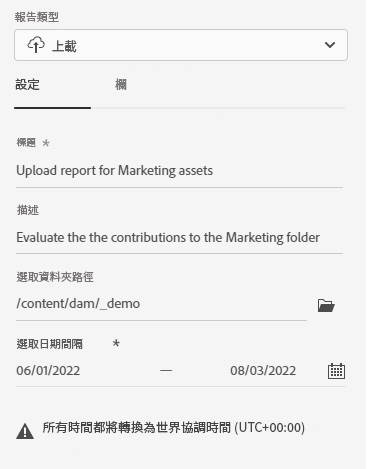 報告類型
上載
設定 欄
標題 *
Upload report for Marketing assets
描述
Evaluate the the contributions to the Marketing folder
選取資料夾路徑
/content/dam/_demo
選取日期間隔 *
06/01/2022 — 08/03/2022
所有時間都將轉換為世界協調時間 (UTC+00:00)